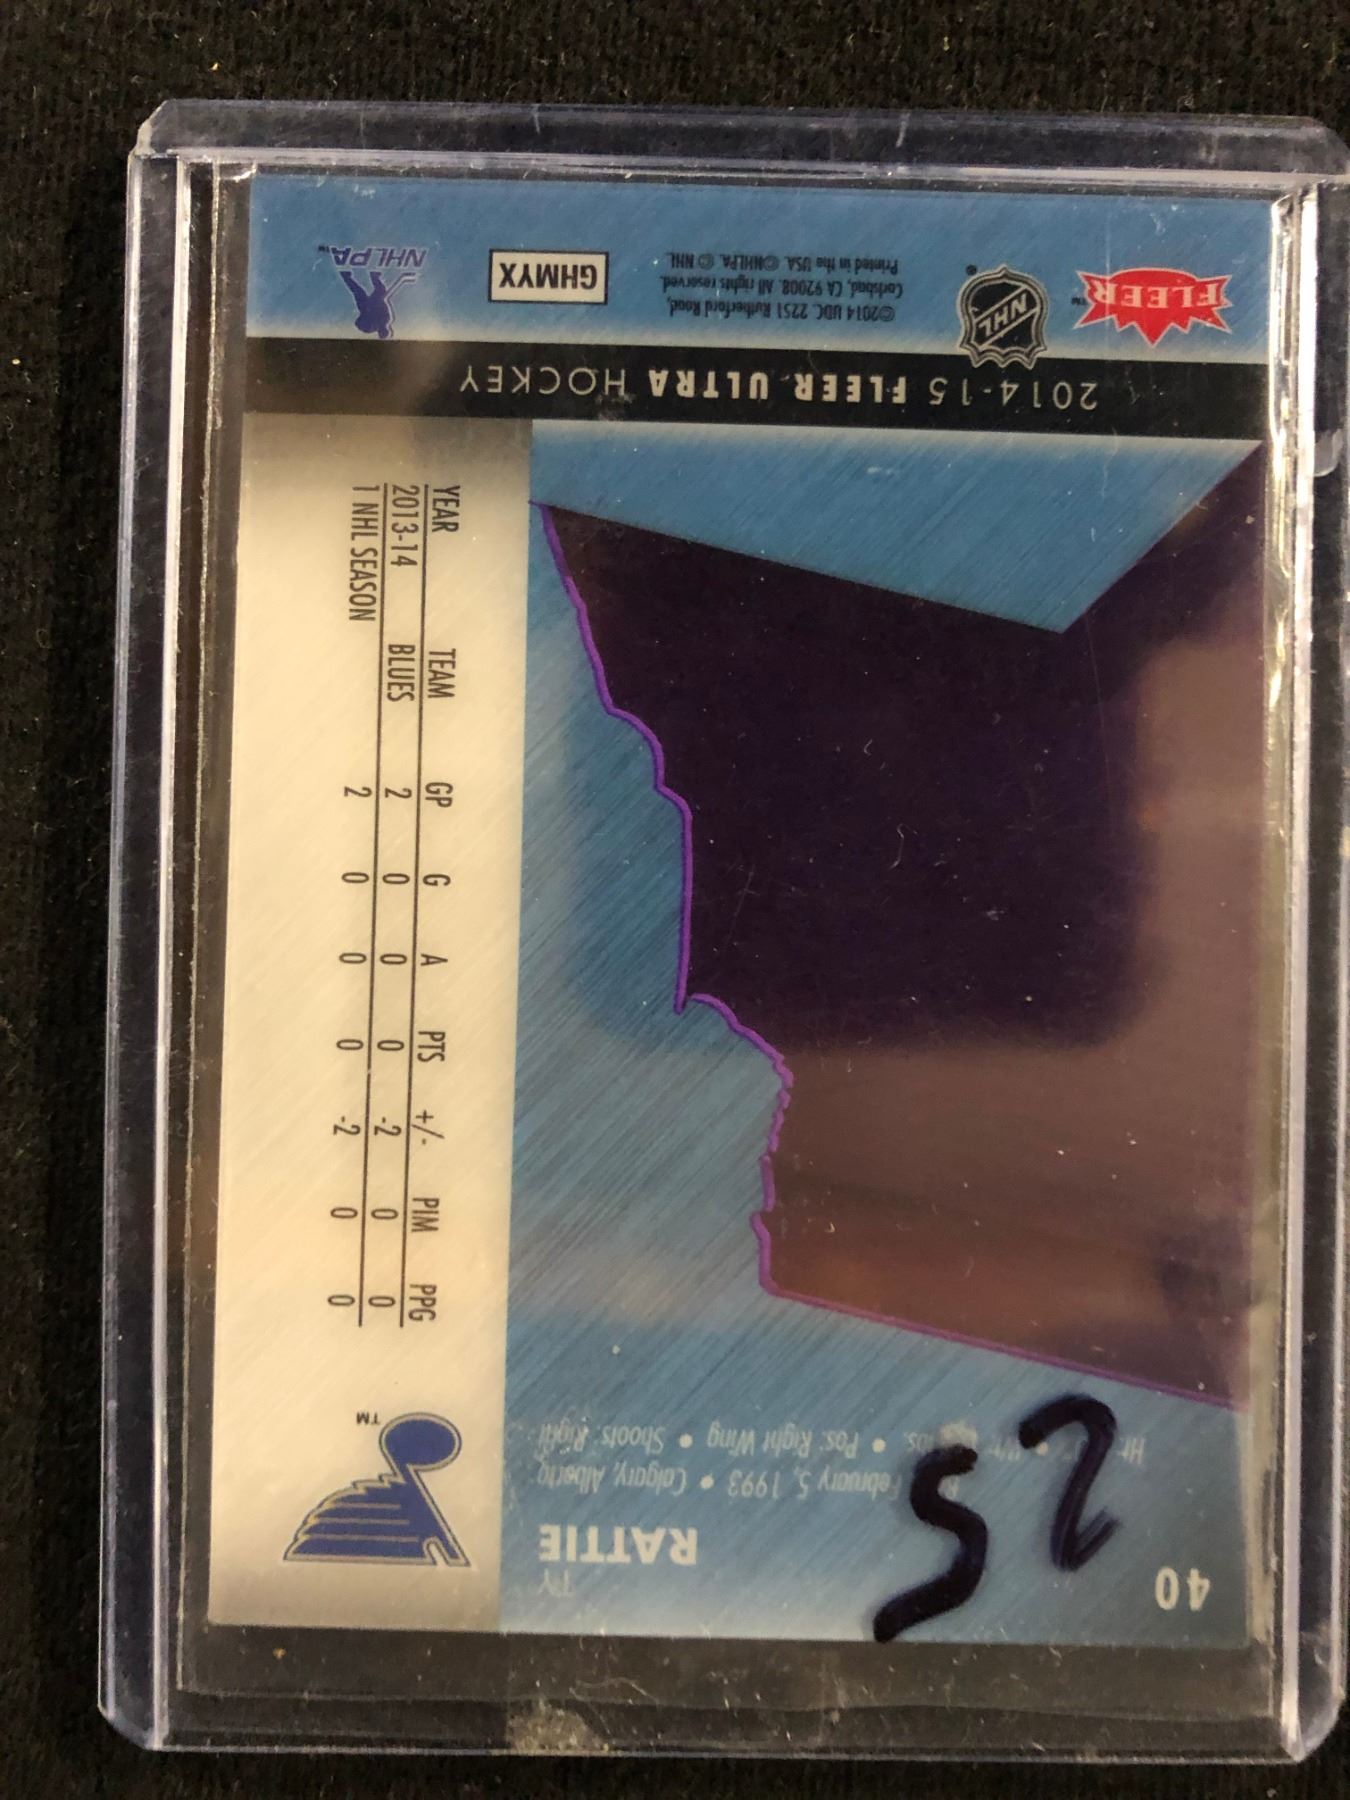 40
TY
RATTIE
February 5, 1993 • Calgary, Alberta
Pos: Right Wing • Shoots: Right
25
YEAR TEAM GP G A PTS +/- PIM PPG
2013-14 BLUES 2 0 0 0 -2 0 0
1 NHL SEASON 2 0 0 0 -2 0 0
TM
2014-15 FLEER ULTRA HOCKEY
FLEER TM
NHL ®
©2014 UDC. 2251 Rutherford Road,
Carlsbad, CA 92008. All rights reserved.
Printed in the USA. ©NHLPA. © NHL.
GHMYX
NHLPA TM